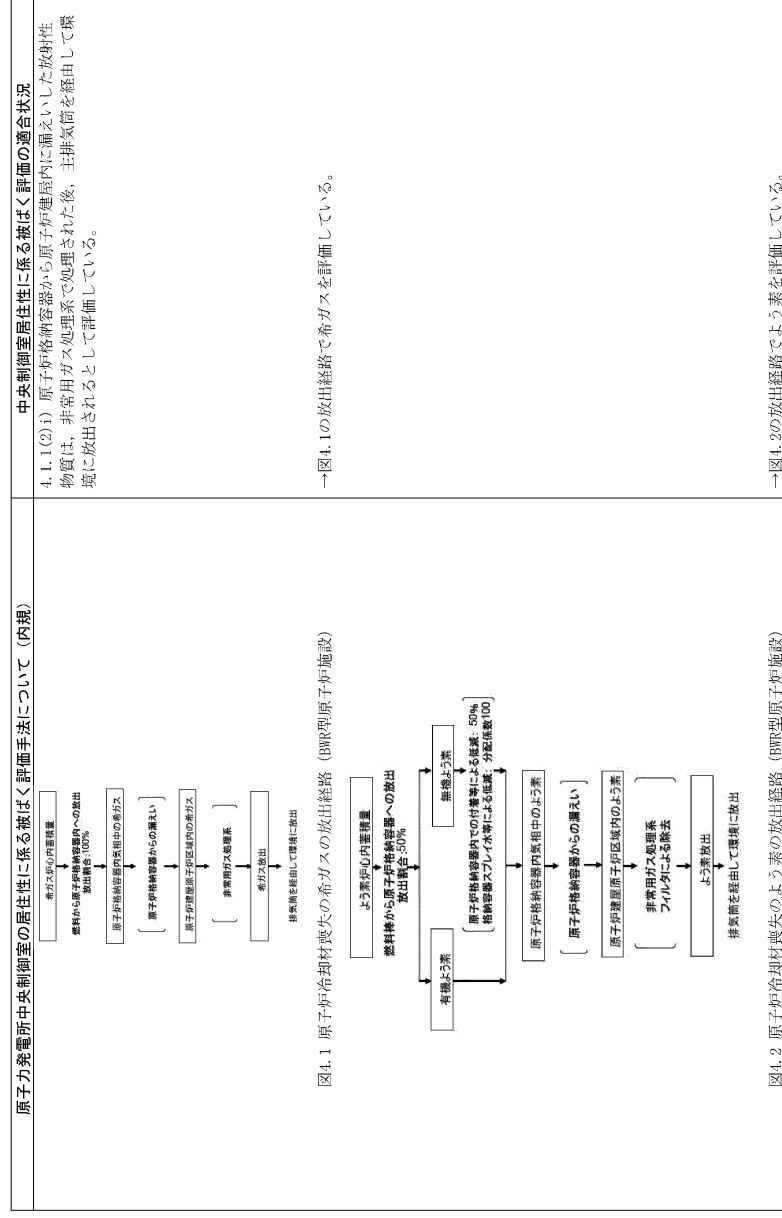 原子力発電所中央制御室の居住性に係る被ばく評価手法について（内規）
希ガス炉心内蓄積量
燃料から原子炉格納容器内への放出
放出割合:100%
原子炉格納容器内気相中の希ガス
原子炉格納容器からの漏えい
原子炉建屋原子炉区域内の希ガス
非常用ガス処理系
希ガス放出
排気筒を経由して環境に放出
図4.1 原子炉冷却材喪失の希ガスの放出経路（BWR型原子炉施設）
よう素炉心内蓄積量
燃料棒から原子炉格納容器への放出
放出割合:50%
有機よう素
無機よう素
原子炉格納容器内での付着等による低減：50%
格納容器スプレイ水等による低減：分配係数100
原子炉格納容器内気相中のよう素
原子炉格納容器からの漏えい
原子炉建屋原子炉区域内のよう素
非常用ガス処理系
フィルタによる除去
よう素放出
排気筒を経由して環境に放出
図4.2 原子炉冷却材喪失のよう素の放出経路（BWR型原子炉施設）
中央制御室居住性に係る被ばく評価の適合状況
4.1.1(2)i) 原子炉格納容器から原子炉建屋内に漏えいした放射性
物質は，非常用ガス処理系で処理された後，主排気筒を経由して環
境に放出されるとして評価している。
→図4.1の放出経路で希ガスを評価している。
→図4.2の放出経路でよう素を評価している。